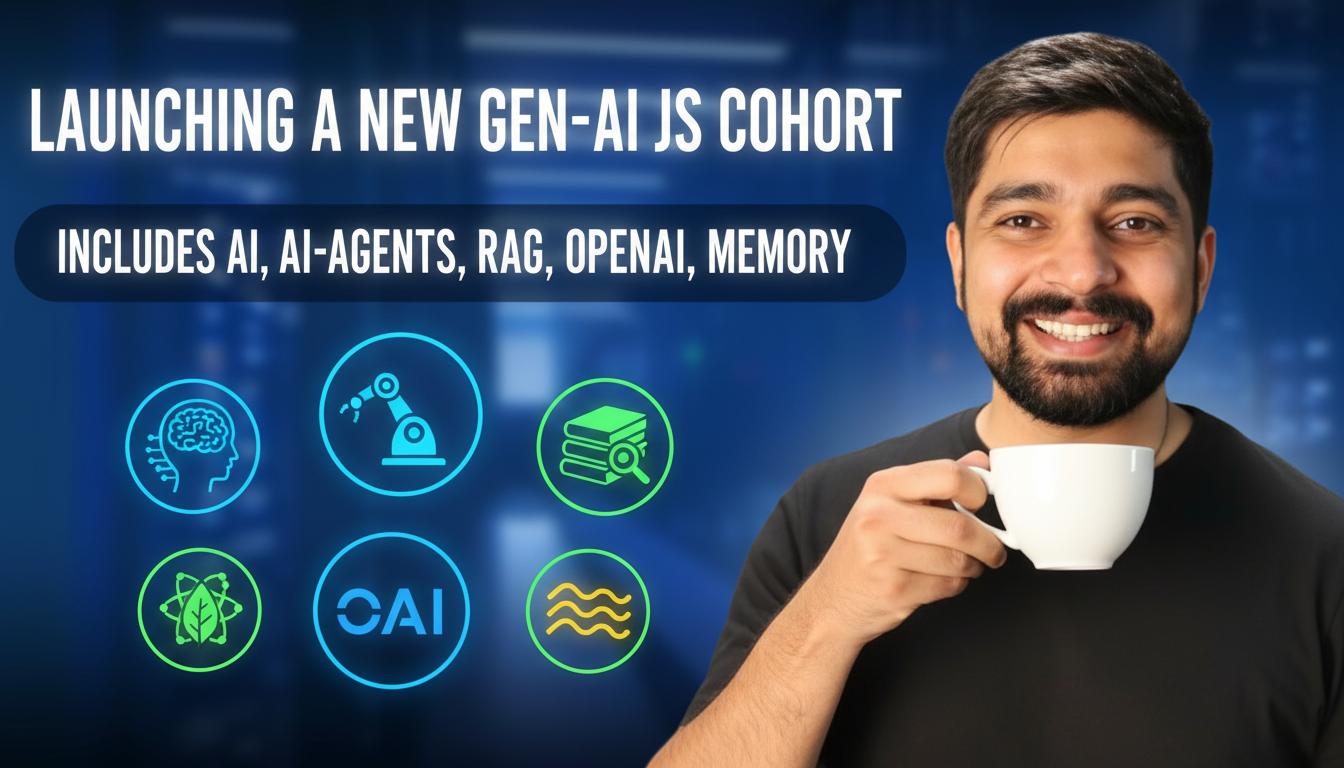 LAUNCHING A NEW GEN-AI JS COHORT
INCLUDES AI, AI-AGENTS, RAG, OPENAI, MEMORY
OAI